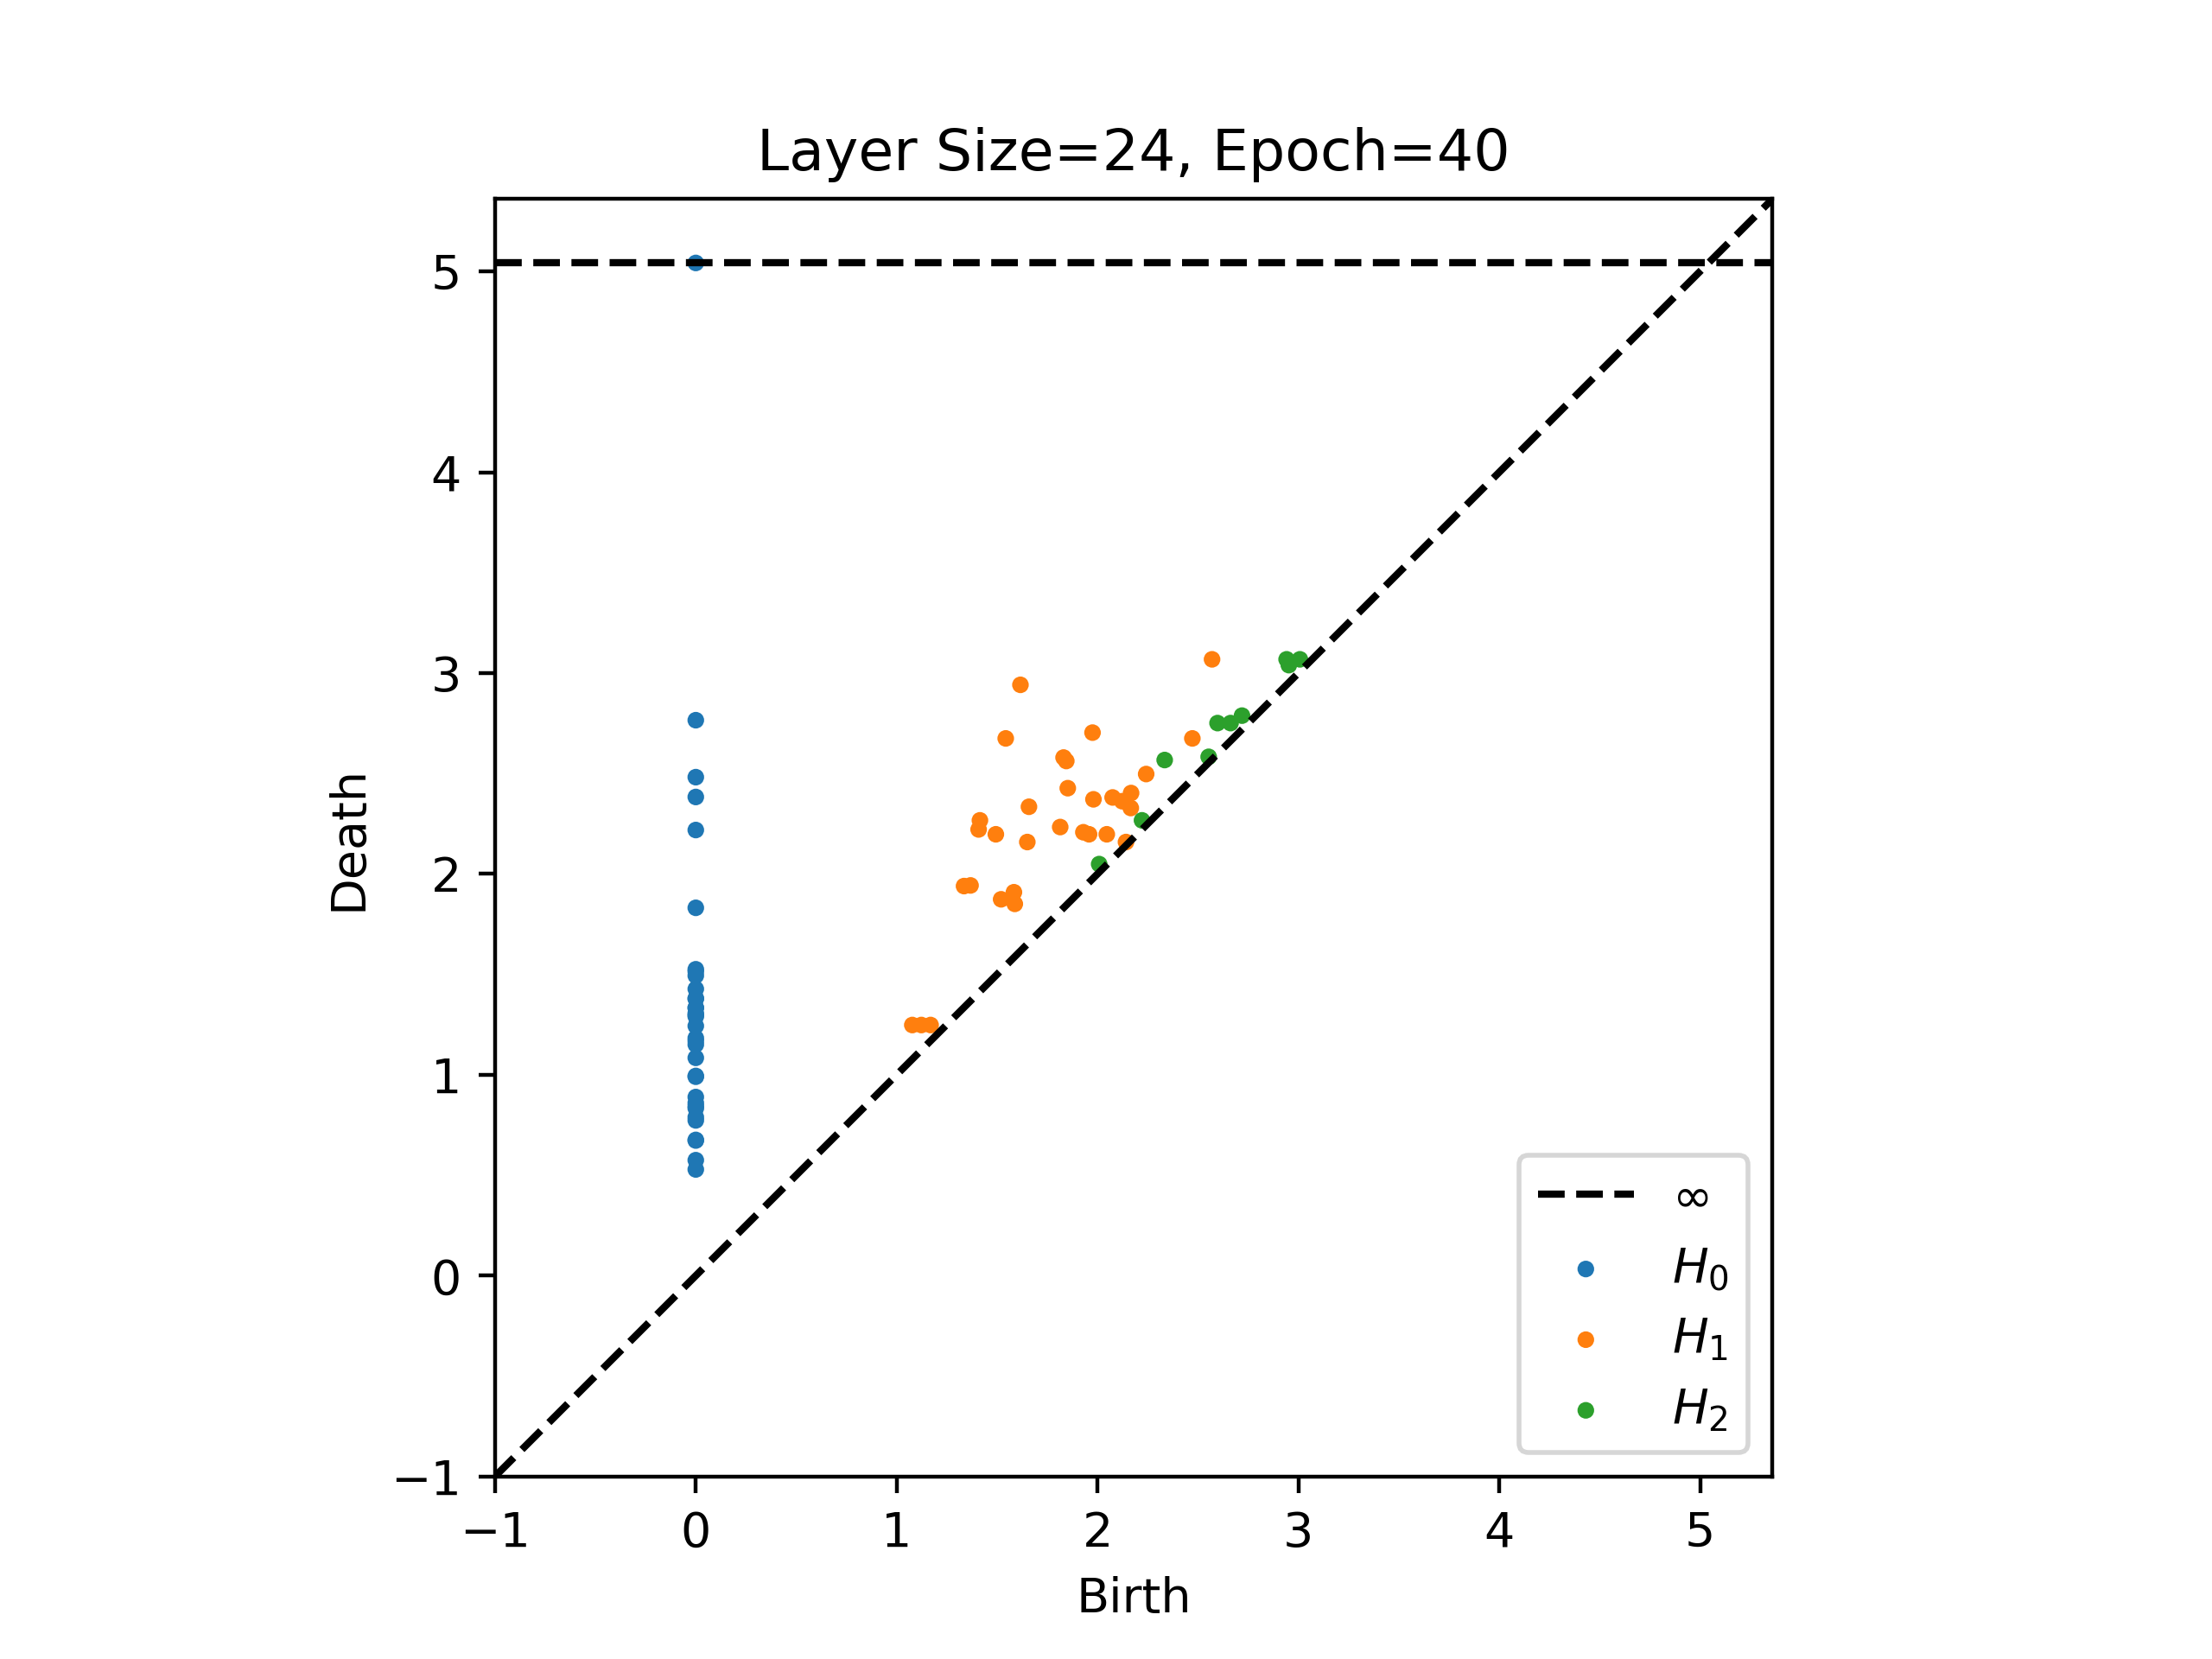 Layer Size=24, Epoch=40
Death
5
4
3
2
1
0
−1
−1 0 1 2 3 4 5
Birth
∞
H₀
H₁
H₂